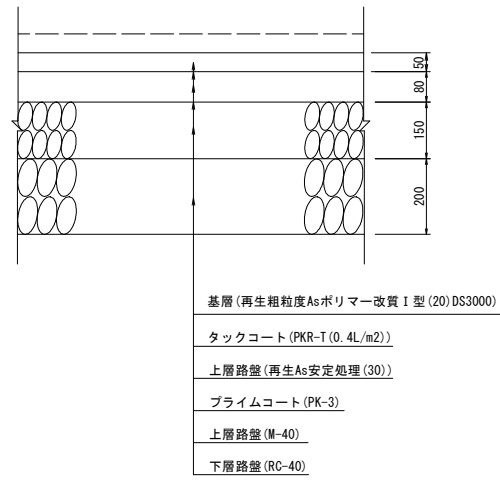 50
80
150
200
基層(再生粗粒度Asポリマー改質Ⅰ型(20)DS3000)
タックコート(PKR-T(0.4L/m2))
上層路盤(再生As安定処理(30))
プライムコート(PK-3)
上層路盤(M-40)
下層路盤(RC-40)